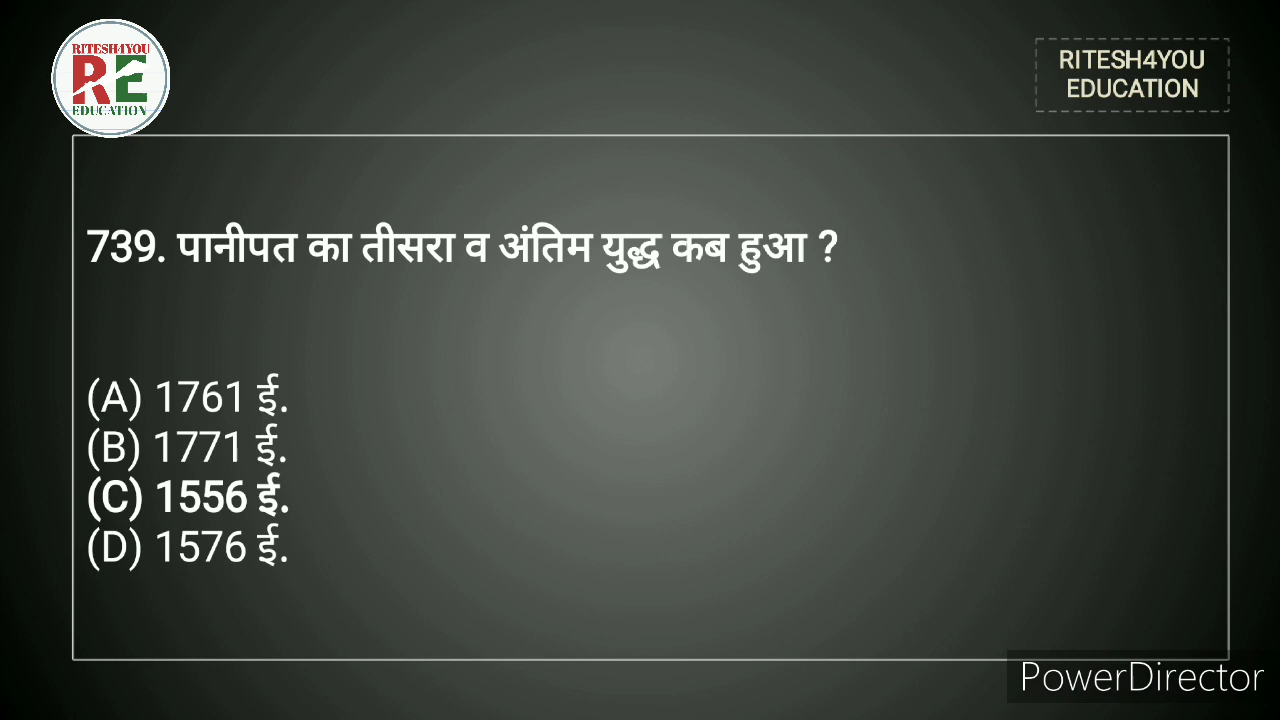 RITESH4YOU
RE
EDUCATION
RITESH4YOU
EDUCATION
739. पानीपत का तीसरा व अंतिम युद्ध कब हुआ ?
(A) 1761 ई.
(B) 1771 ई.
(C) 1556 ई.
(D) 1576 ई.
PowerDirector